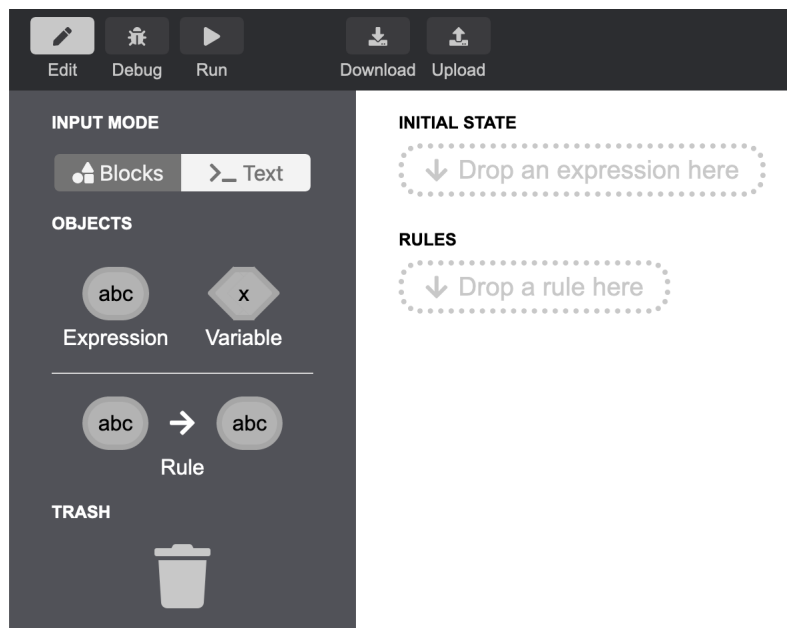 Edit Debug Run Download Upload
INPUT MODE
Blocks >_ Text
OBJECTS
abc x
Expression Variable
abc → abc
Rule
TRASH
INITIAL STATE
↓ Drop an expression here
RULES
↓ Drop a rule here